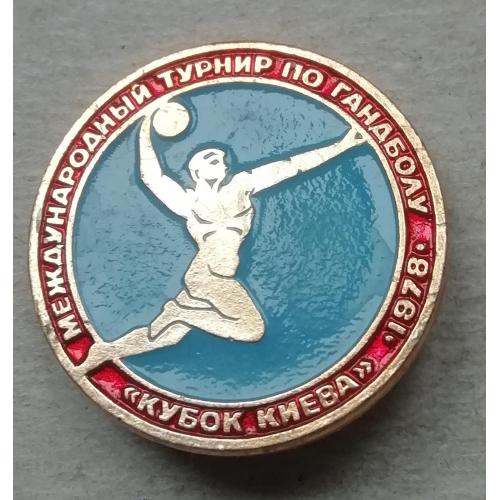 МЕЖДУНАРОДНЫЙ ТУРНИР ПО ГАНДБОЛУ
·1978·
«КУБОК КИЕВА»